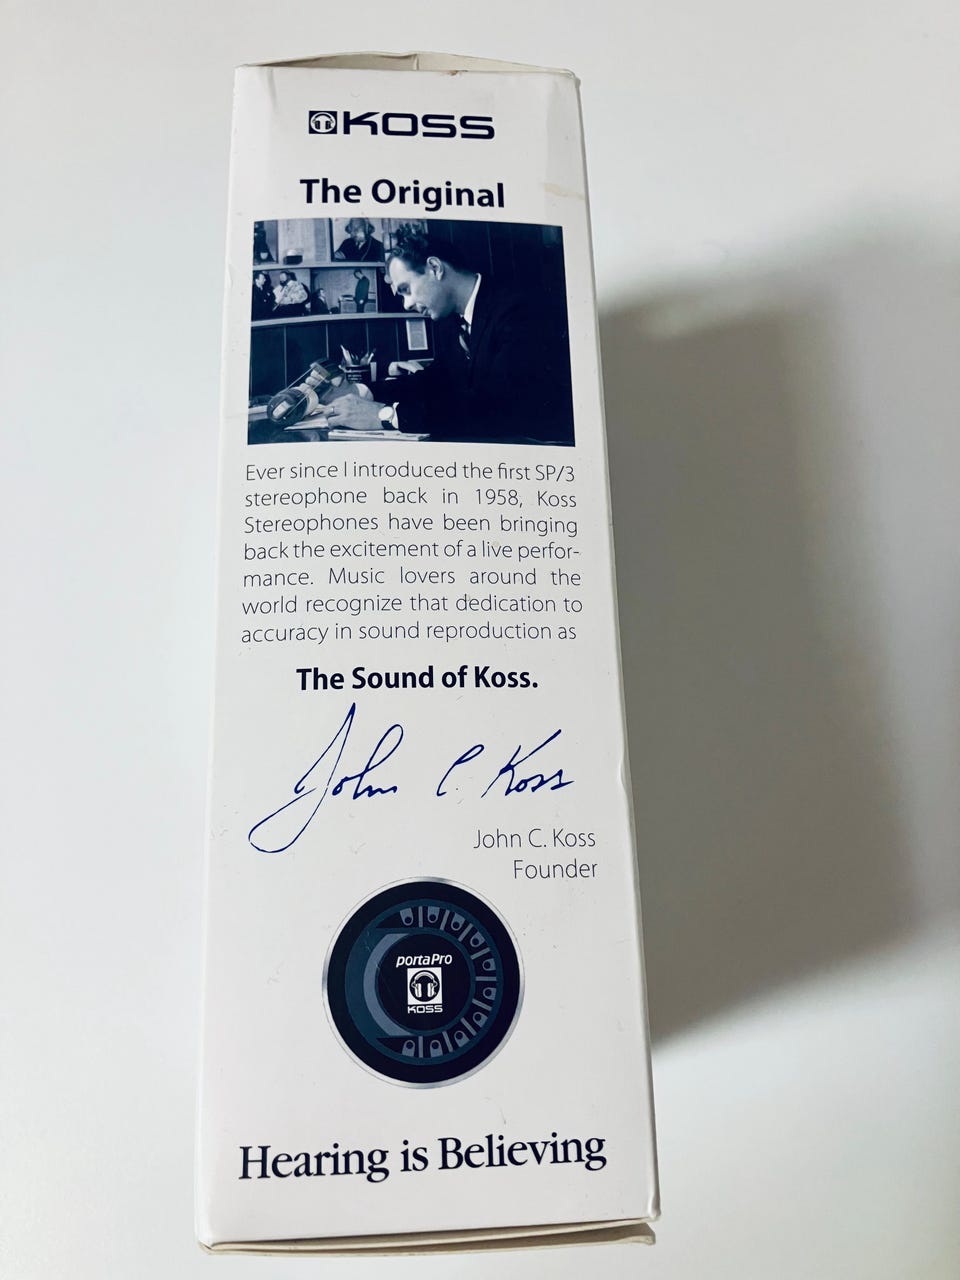 KOSS
The Original
Ever since I introduced the first SP/3
stereophone back in 1958, Koss
Stereophones have been bringing
back the excitement of a live perfor-
mance. Music lovers around the
world recognize that dedication to
accuracy in sound reproduction as
The Sound of Koss.
John C. Koss
John C. Koss
Founder
portaPro
KOSS
Hearing is Believing